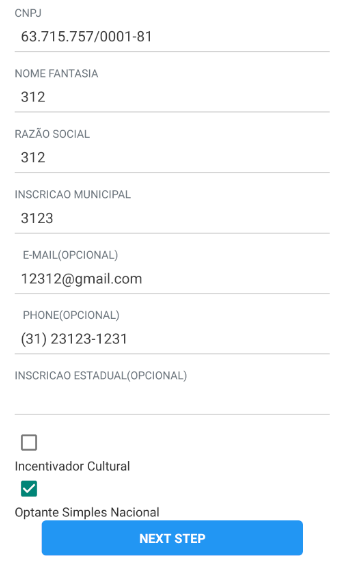 CNPJ
63.715.757/0001-81
NOME FANTASIA
312
RAZÃO SOCIAL
312
INSCRICAO MUNICIPAL
3123
E-MAIL(OPCIONAL)
12312@gmail.com
PHONE(OPCIONAL)
(31) 23123-1231
INSCRICAO ESTADUAL(OPCIONAL)
Incentivador Cultural
Optante Simples Nacional
NEXT STEP